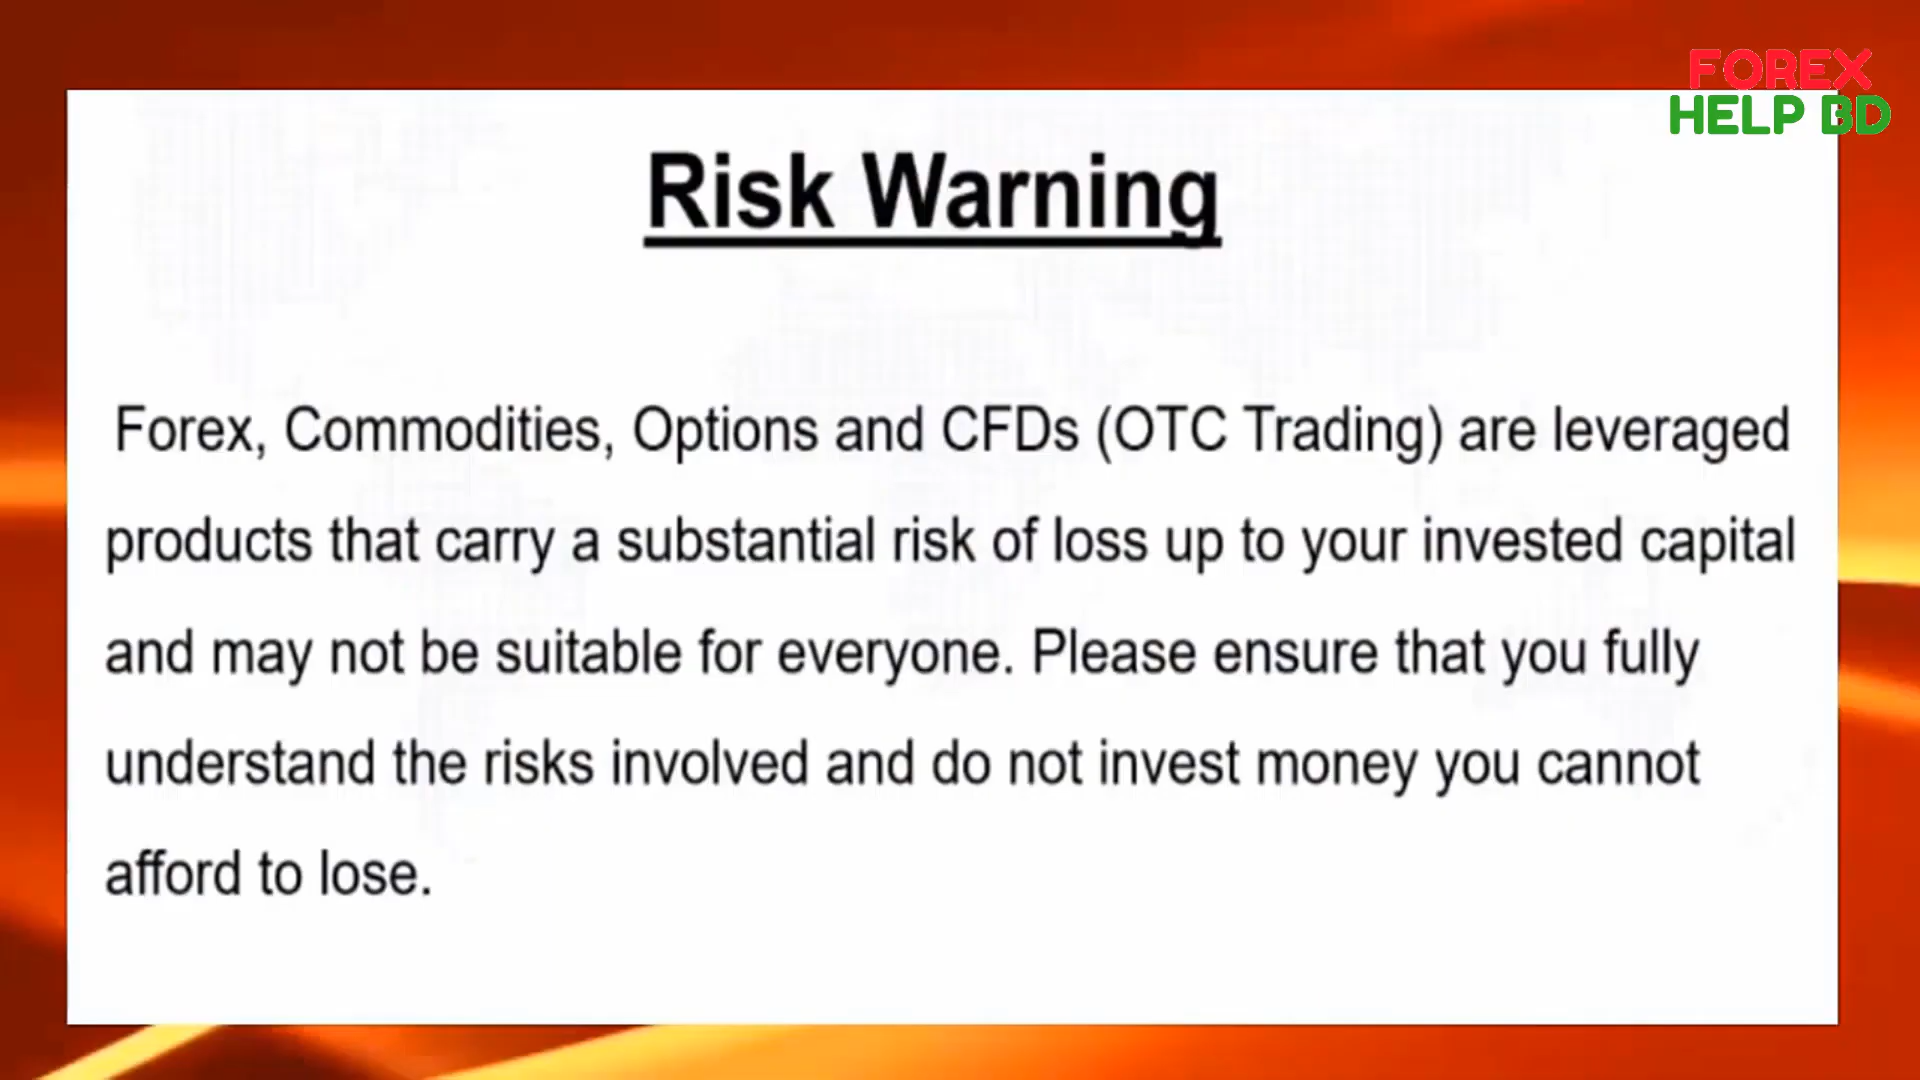 FOREX
HELP BD
Risk Warning
Forex, Commodities, Options and CFDs (OTC Trading) are leveraged
products that carry a substantial risk of loss up to your invested capital
and may not be suitable for everyone. Please ensure that you fully
understand the risks involved and do not invest money you cannot
afford to lose.